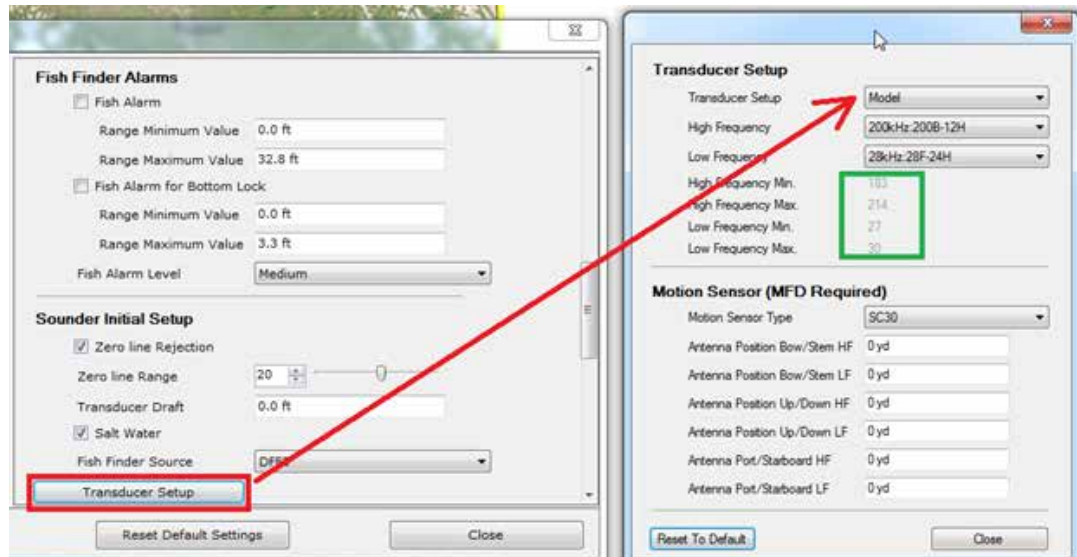 Fish Finder Alarms
Fish Alarm
Range Minimum Value 0.0 ft
Range Maximum Value 32.8 ft
Fish Alarm for Bottom Lock
Range Minimum Value 0.0 ft
Range Maximum Value 3.3 ft
Fish Alarm Level Medium
Sounder Initial Setup
Zero line Rejection
Zero line Range 20
Transducer Draft 0.0 ft
Salt Water
Fish Finder Source
Transducer Setup
Reset Default Settings Close
Transducer Setup
Transducer Setup Model
High Frequency 200kHz:200B-12H
Low Frequency 28kHz:28F-24H
High Frequency Min. 183
High Frequency Max. 214
Low Frequency Min. 27
Low Frequency Max. 30
Motion Sensor (MFD Required)
Motion Sensor Type SC30
Antenna Position Bow/Stern HF 0 yd
Antenna Position Bow/Stern LF 0 yd
Antenna Position Up/Down HF 0 yd
Antenna Position Up/Down LF 0 yd
Antenna Port/Starboard HF 0 yd
Antenna Port/Starboard LF 0 yd
Reset To Default Close